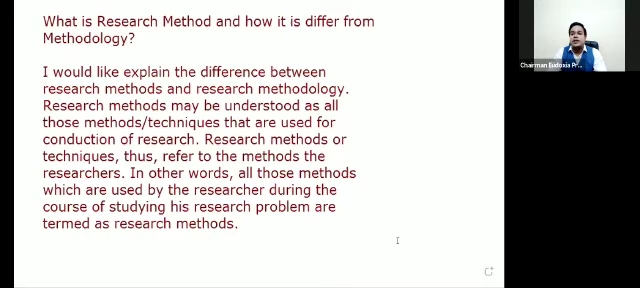 What is Research Method and how it is differ from
Methodology?
I would like explain the difference between
research methods and research methodology.
Research methods may be understood as all
those methods/techniques that are used for
conduction of research. Research methods or
techniques, thus, refer to the methods the
researchers. In other words, all those methods
which are used by the researcher during the
course of studying his research problem are
termed as research methods.
Chairman Eudoxia Pr...